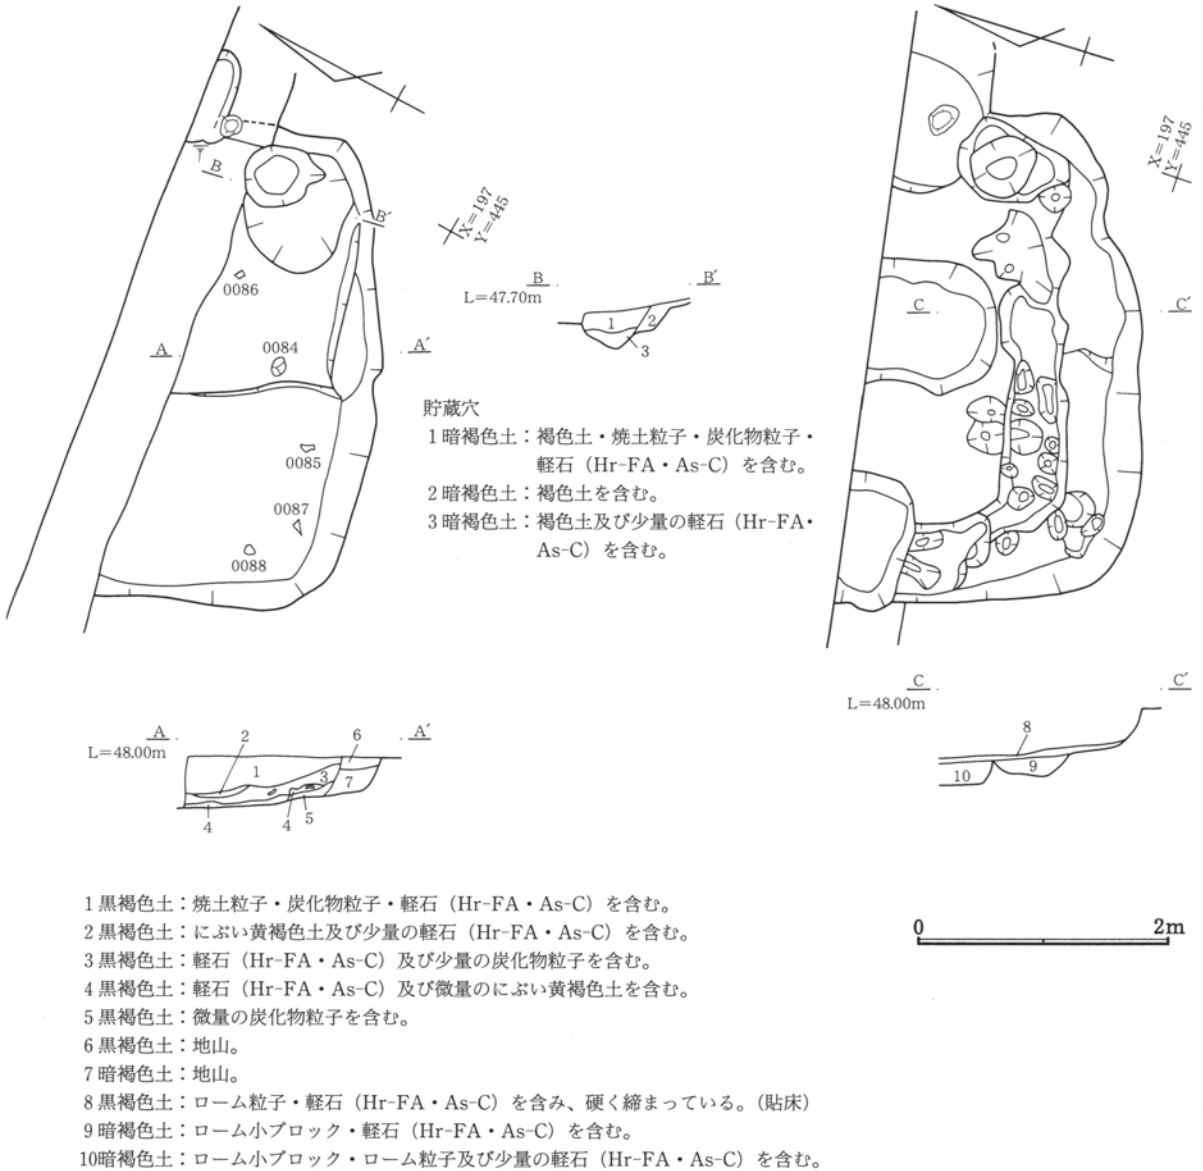 B
B′
X=197
Y=445
0086
A
0084
A′
0085
0087
0088
B
B′
L=47.70m
1
2
3
貯蔵穴
1 暗褐色土：褐色土・焼土粒子・炭化物粒子・
軽石（Hr-FA・As-C）を含む。
2 暗褐色土：褐色土を含む。
3 暗褐色土：褐色土及び少量の軽石（Hr-FA・
As-C）を含む。
X=197
Y=445
C
C′
A
A′
L=48.00m
2
6
1
3
7
4
4
5
C
C′
L=48.00m
8
9
10
1 黒褐色土：焼土粒子・炭化物粒子・軽石（Hr-FA・As-C）を含む。
2 黒褐色土：にぶい黄褐色土及び少量の軽石（Hr-FA・As-C）を含む。
3 黒褐色土：軽石（Hr-FA・As-C）及び少量の炭化物粒子を含む。
4 黒褐色土：軽石（Hr-FA・As-C）及び微量のにぶい黄褐色土を含む。
5 黒褐色土：微量の炭化物粒子を含む。
6 黒褐色土：地山。
7 暗褐色土：地山。
8 黒褐色土：ローム粒子・軽石（Hr-FA・As-C）を含み、硬く締まっている。（貼床）
9 暗褐色土：ローム小ブロック・軽石（Hr-FA・As-C）を含む。
10暗褐色土：ローム小ブロック・ローム粒子及び少量の軽石（Hr-FA・As-C）を含む。
0
2m